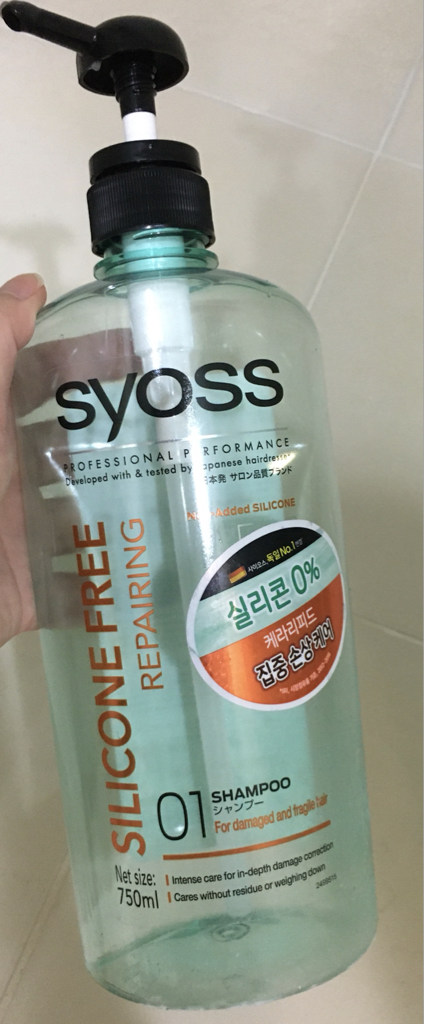 syoss
PROFESSIONAL PERFORMANCE
Developed with & tested by Japanese hairdresser
日本発 サロン品質ブランド
Added SILICONE
SILICONE FREE
REPAIRING
독일 No.1
실리콘 0%
케라리피드
집중 손상 케어
01 SHAMPOO
シャンプー
For damaged and fragile hair
Net size:
750ml
Intense care for in-depth damage correction
Cares without residue or weighing down